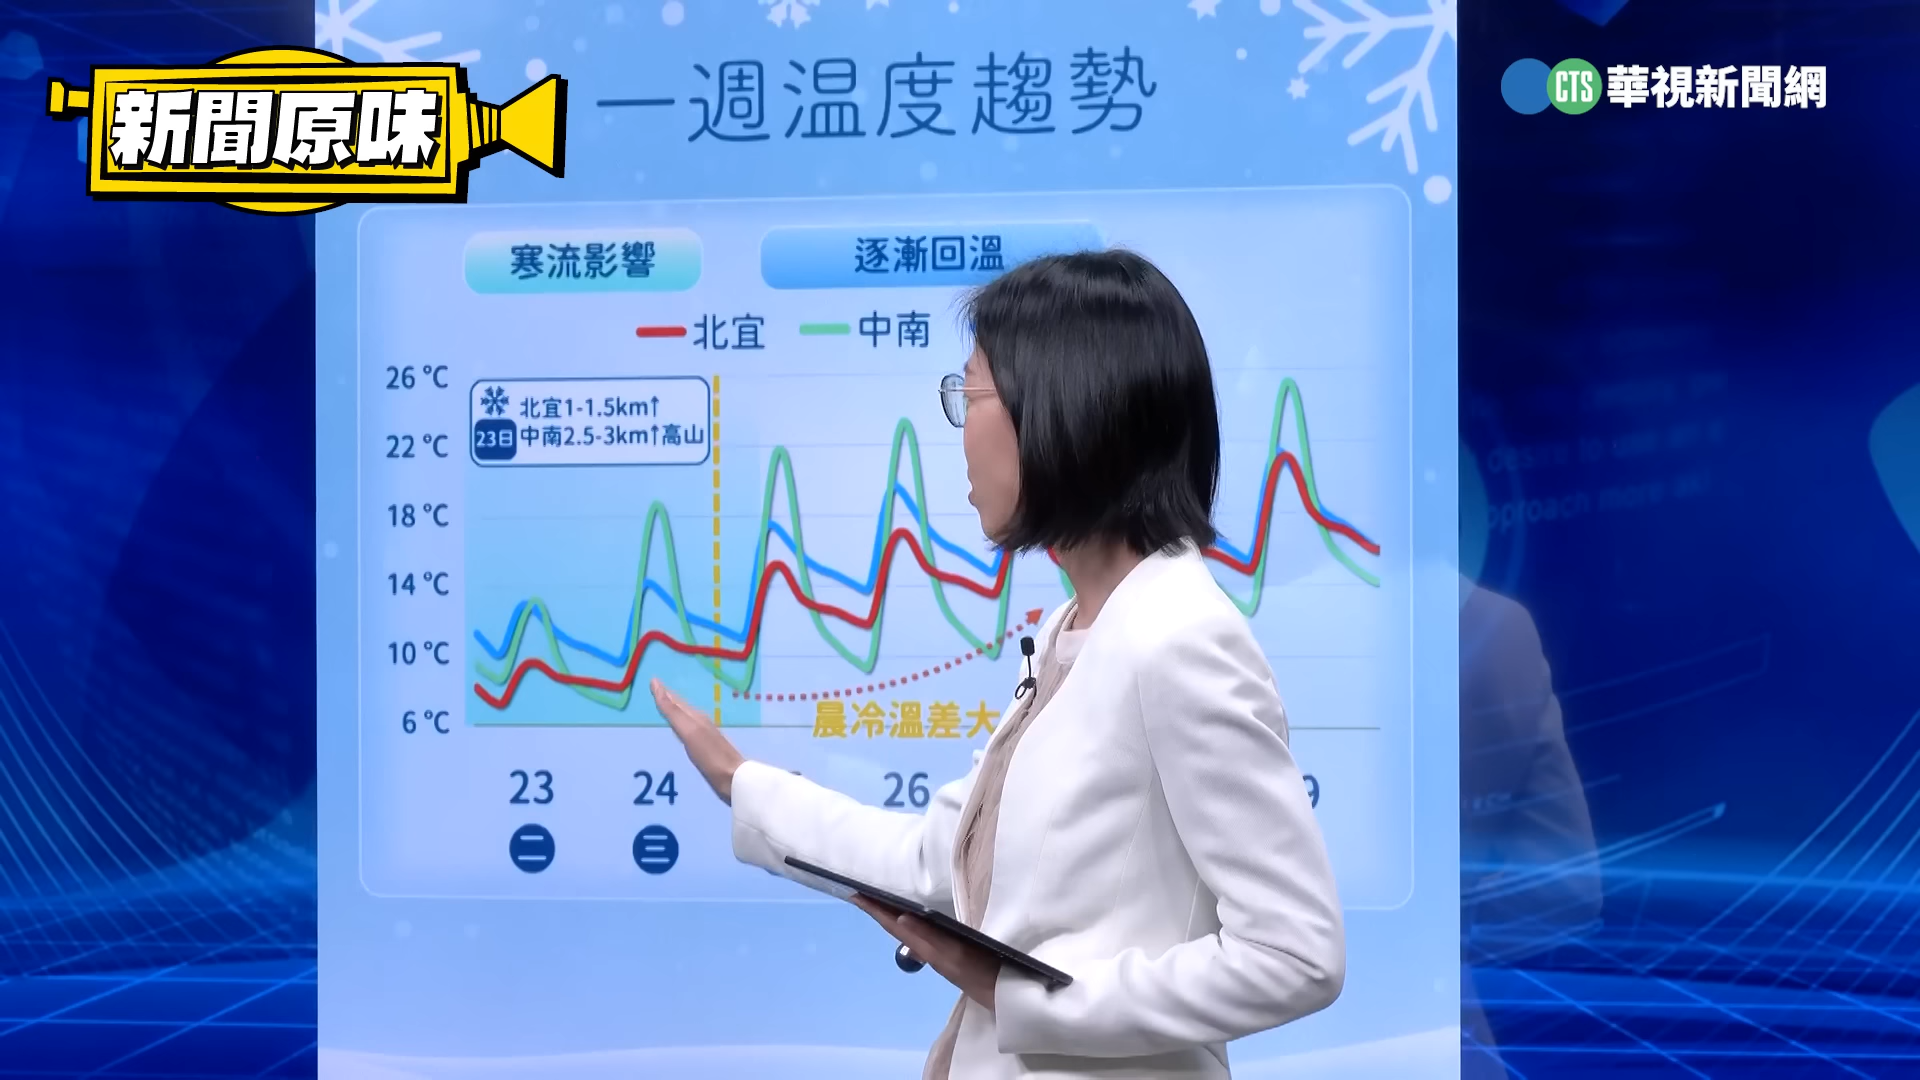 新聞原味
CTS 華視新聞網
一週温度趨勢
寒流影響
逐漸回溫
北宜
中南
26 °C
22 °C
18 °C
14 °C
10 °C
6 °C
北宜1-1.5km↑
23日
中南2.5-3km↑高山
晨冷溫差大
23
24
26
9
二
三